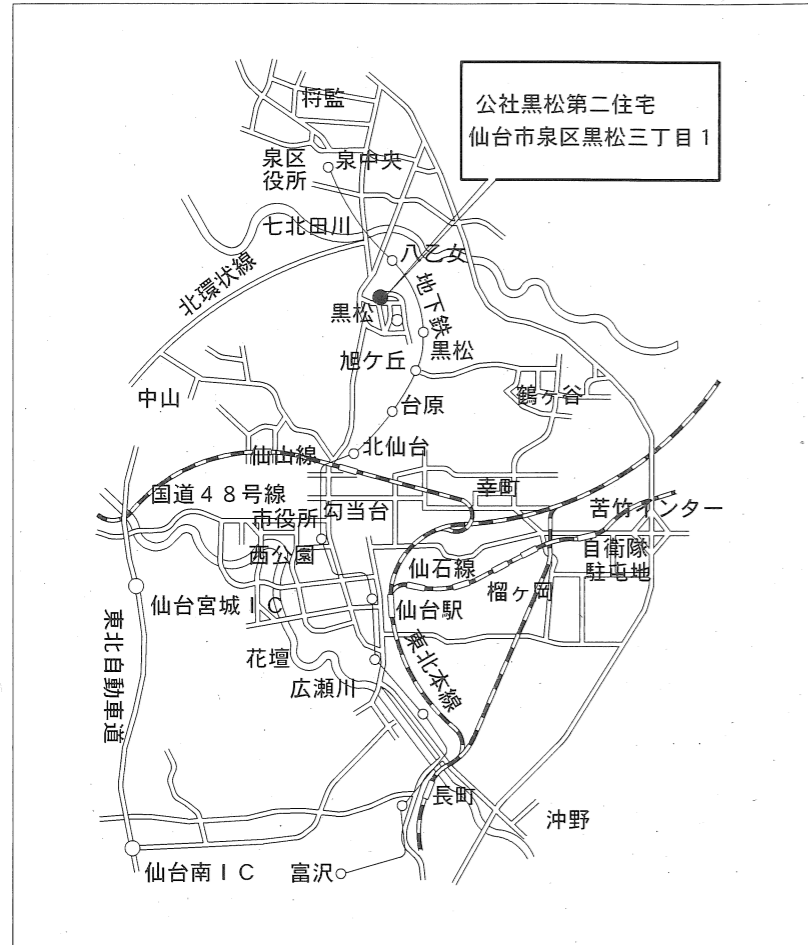 将監
公社黒松第二住宅
仙台市泉区黒松三丁目1
泉区
役所
泉中央
七北田川
八乙女
北環状線
地下鉄
黒松
黒松
旭ケ丘
中山
鶴ヶ谷
台原
北仙台
仙山線
国道48号線
幸町
市役所
勾当台
苦竹インター
西公園
自衛隊
駐屯地
仙石線
榴ヶ岡
仙台宮城IC
仙台駅
東北自動車道
花壇
東北本線
広瀬川
長町
沖野
仙台南IC
富沢